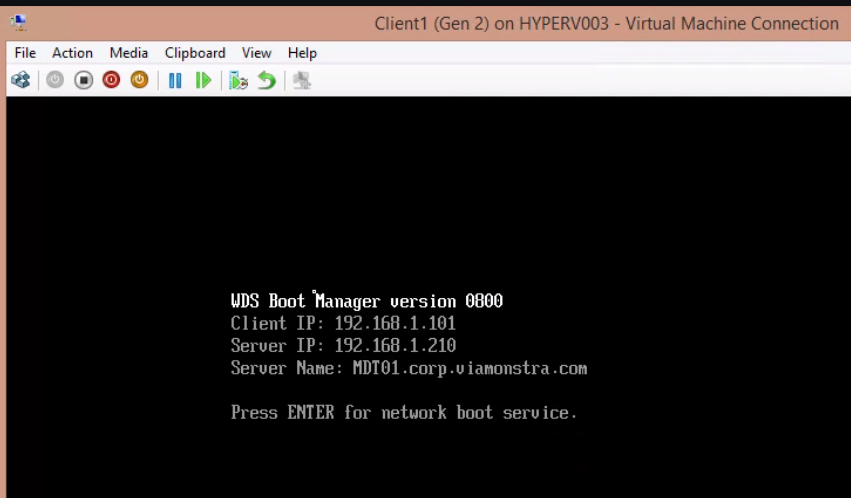 Client1 (Gen 2) on HYPERV003 - Virtual Machine Connection
File Action Media Clipboard View Help
WDS Boot Manager version 0800
Client IP: 192.168.1.101
Server IP: 192.168.1.210
Server Name: MDT01.corp.viamonstra.com
Press ENTER for network boot service.